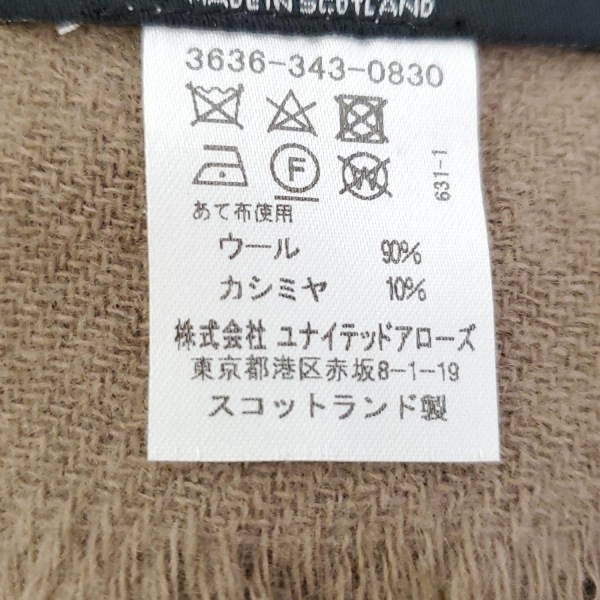 MADE IN SCOTLAND
3636-343-0830
F W
631-1
あて布使用
ウール 90%
カシミヤ 10%
株式会社 ユナイテッドアローズ
東京都港区赤坂8-1-19
スコットランド製